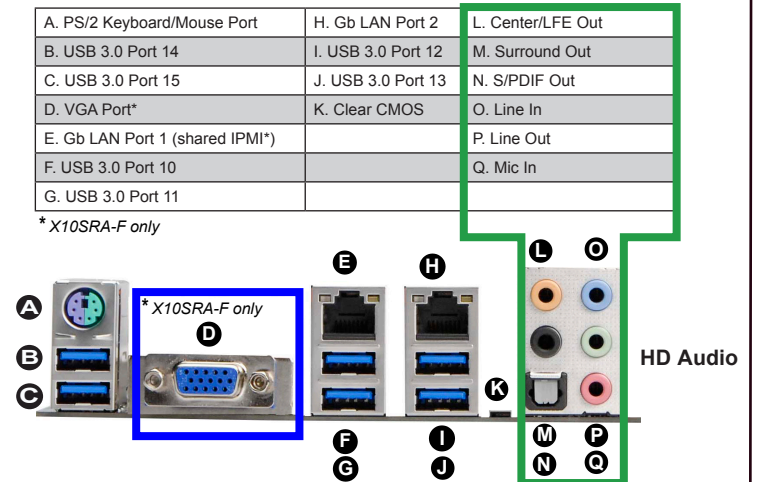 A. PS/2 Keyboard/Mouse Port H. Gb LAN Port 2 L. Center/LFE Out
B. USB 3.0 Port 14 I. USB 3.0 Port 12 M. Surround Out
C. USB 3.0 Port 15 J. USB 3.0 Port 13 N. S/PDIF Out
D. VGA Port* K. Clear CMOS O. Line In
E. Gb LAN Port 1 (shared IPMI*) P. Line Out
F. USB 3.0 Port 10 Q. Mic In
G. USB 3.0 Port 11
* X10SRA-F only
E H L O
A * X10SRA-F only
D
B HD Audio
C K
F I M P
G J N Q